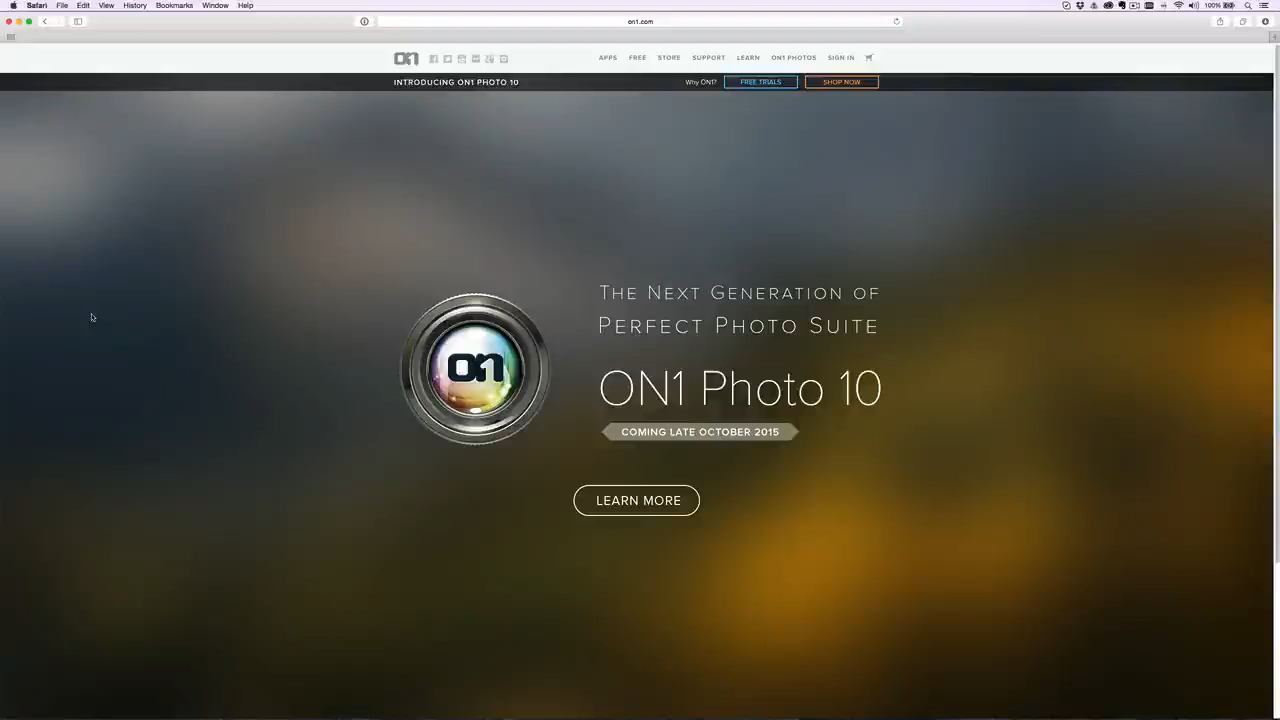 Safari File Edit View History Bookmarks Window Help
100%
on1.com
ON1
APPS FREE STORE SUPPORT LEARN ON1 PHOTOS SIGN IN
INTRODUCING ON1 PHOTO 10
Why ON1? FREE TRIALS SHOP NOW
THE NEXT GENERATION OF
PERFECT PHOTO SUITE
on1
ON1 Photo 10
COMING LATE OCTOBER 2015
LEARN MORE